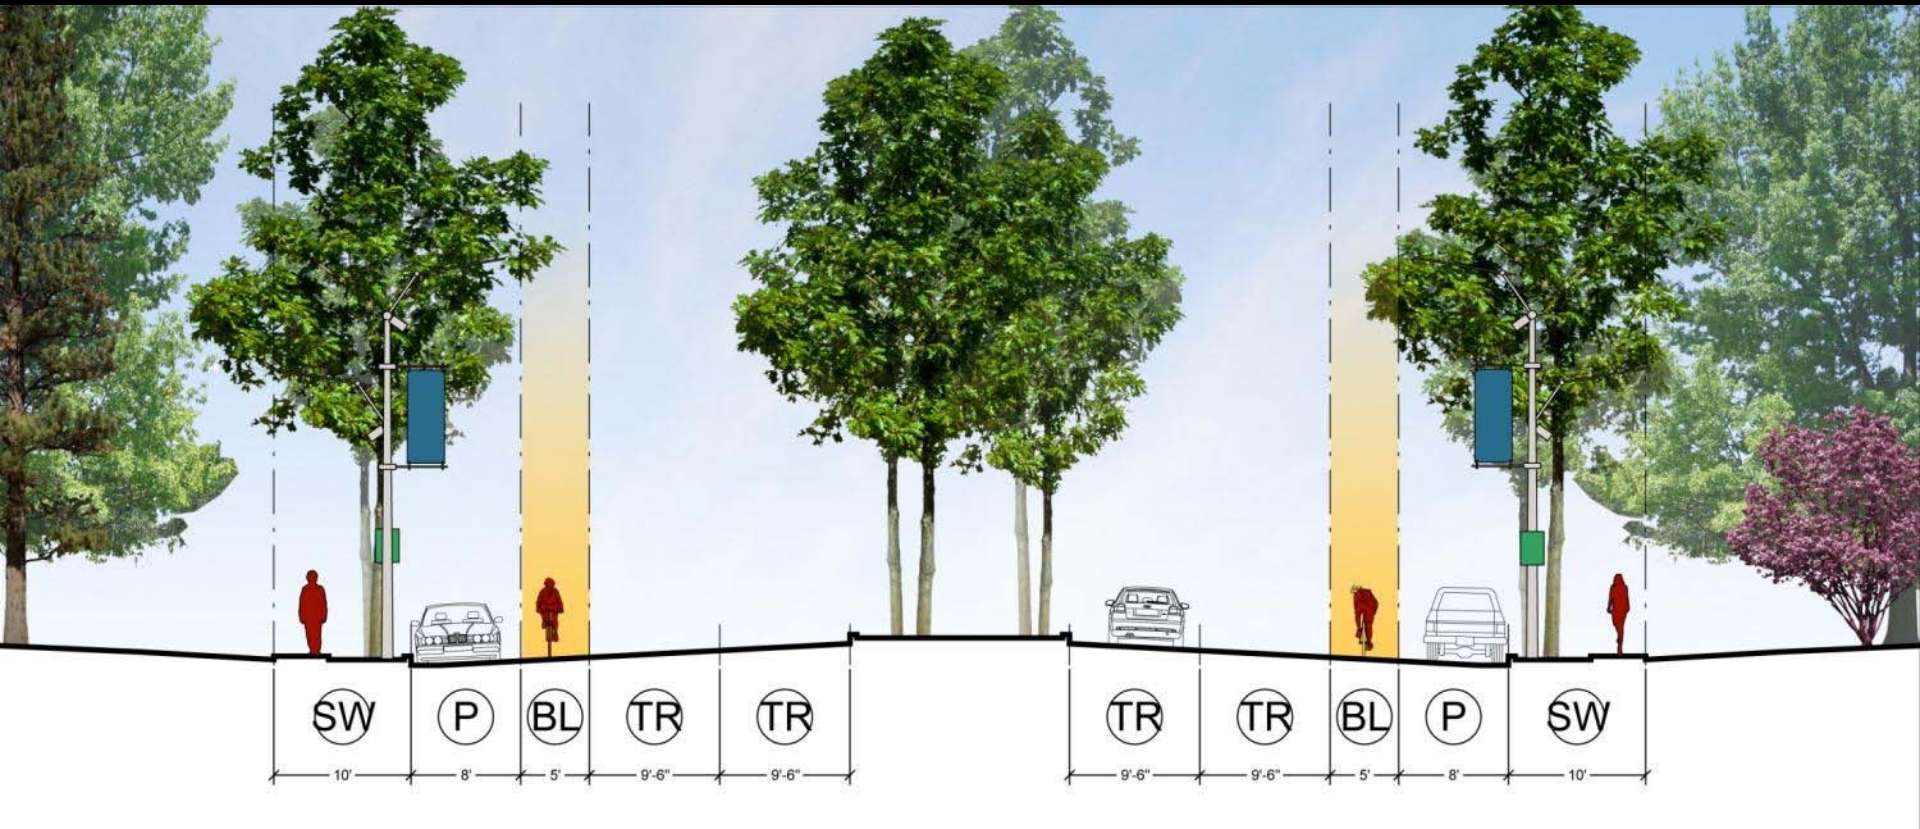 SW P BL TR TR TR TR BL P SW
10' 8' 5' 9'-6" 9'-6" 9'-6" 9'-6" 5' 8' 10'